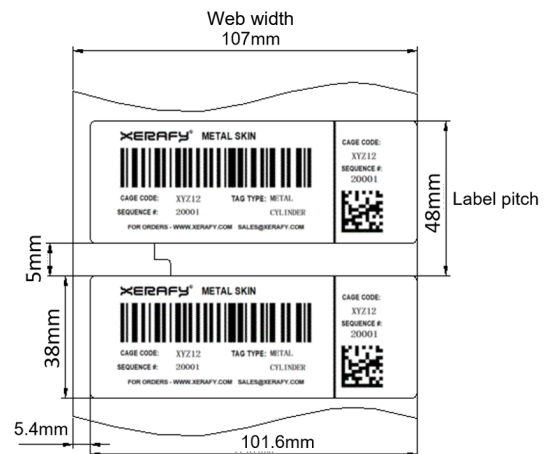 Web width
107mm
XERAFY® METAL SKIN
CAGE CODE: XYZ12 TAG TYPE: METAL
SEQUENCE #: 20001 CYLINDER
FOR ORDERS - WWW.XERAFY.COM SALES@XERAFY.COM
CAGE CODE:
XYZ12
SEQUENCE #:
20001
48mm
Label pitch
5mm
XERAFY® METAL SKIN
CAGE CODE: XYZ12 TAG TYPE: METAL
SEQUENCE #: 20001 CYLINDER
FOR ORDERS - WWW.XERAFY.COM SALES@XERAFY.COM
CAGE CODE:
XYZ12
SEQUENCE #:
20001
38mm
5.4mm
101.6mm